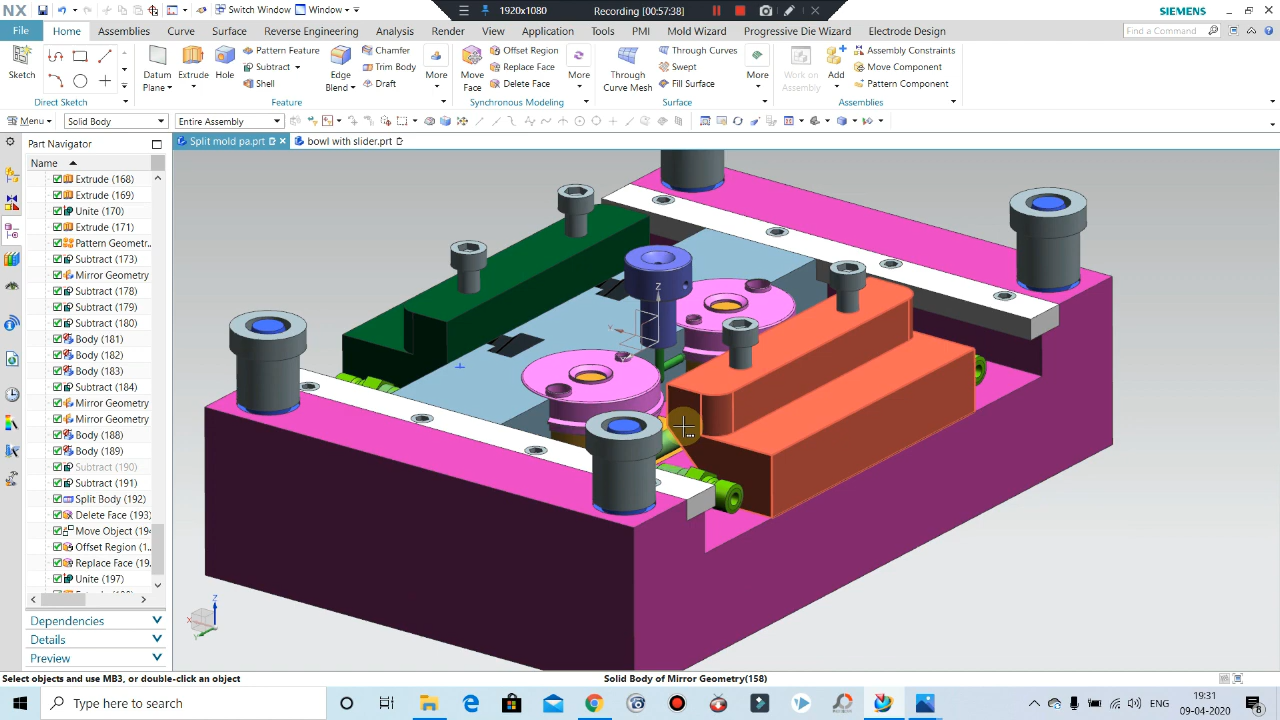 NX
Switch Window
Window
1920x1080
Recording [00:57:38]
SIEMENS
File
Home
Assemblies
Curve
Surface
Reverse Engineering
Analysis
Render
View
Application
Tools
PMI
Mold Wizard
Progressive Die Wizard
Electrode Design
Find a Command
Sketch
Direct Sketch
Datum Plane
Extrude
Hole
Pattern Feature
Subtract
Shell
Edge Blend
Chamfer
Trim Body
Draft
More
Feature
Move Face
Offset Region
Replace Face
Delete Face
More
Synchronous Modeling
Through Curve Mesh
Through Curves
Swept
Fill Surface
More
Surface
Work on Assembly
Add
Assembly Constraints
Move Component
Pattern Component
Assemblies
Menu
Solid Body
Entire Assembly
Part Navigator
Split mold pa.prt
bowl with slider.prt
Name
Extrude (168)
Extrude (169)
Unite (170)
Extrude (171)
Pattern Geometr...
Subtract (173)
Mirror Geometry
Subtract (178)
Subtract (179)
Subtract (180)
Body (181)
Body (182)
Body (183)
Subtract (184)
Mirror Geometry
Mirror Geometry
Body (188)
Subtract (190)
Subtract (191)
Split Body (192)
Delete Face (193)
Move Object (194
Offset Region (1...
Replace Face (19...
Unite (197)
Dependencies
Details
Preview
Z
Y
Z
X
Y
Select objects and use MB3, or double-click an object
Solid Body of Mirror Geometry(158)
Type here to search
ENG
19:31
09-04-2020